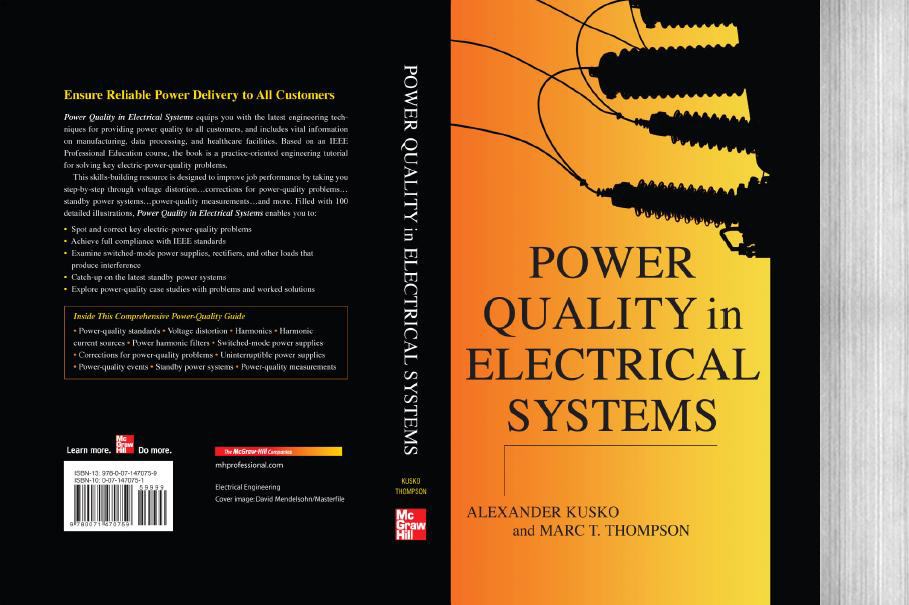 Ensure Reliable Power Delivery to All Customers
Power Quality in Electrical Systems equips you with the latest engineering tech-
niques for providing power quality to all customers, and includes vital information
on manufacturing, data processing, and healthcare facilities. Based on an IEEE
Professional Education course, the book is a practice-oriented engineering tutorial
for solving key electric-power-quality problems.
This skills-building resource is designed to improve job performance by taking you
step-by-step through voltage distortion…corrections for power-quality problems…
standby power systems…power-quality measurements…and more. Filled with 100
detailed illustrations, Power Quality in Electrical Systems enables you to:
• Spot and correct key electric-power-quality problems
• Achieve full compliance with IEEE standards
• Examine switched-mode power supplies, rectifiers, and other loads that
produce interference
• Catch-up on the latest standby power systems
• Explore power-quality case studies with problems and worked solutions
Inside This Comprehensive Power-Quality Guide
• Power-quality standards • Voltage distortion • Harmonics • Harmonic
current sources • Power harmonic filters • Switched-mode power supplies
• Corrections for power-quality problems • Uninterruptible power supplies
• Power-quality events • Standby power systems • Power-quality measurements
Learn more. Mc Graw Hill Do more.
ISBN-13: 978-0-07-147075-9
ISBN-10: 0-07-147075-1
59999
9 780071 470759
The McGraw-Hill Companies
mhprofessional.com
Electrical Engineering
Cover image: David Mendelsohn/Masterfile
POWER QUALITY in ELECTRICAL SYSTEMS
KUSKO
THOMPSON
Mc
Graw
Hill
POWER
QUALITY in
ELECTRICAL
SYSTEMS
ALEXANDER KUSKO
and MARC T. THOMPSON